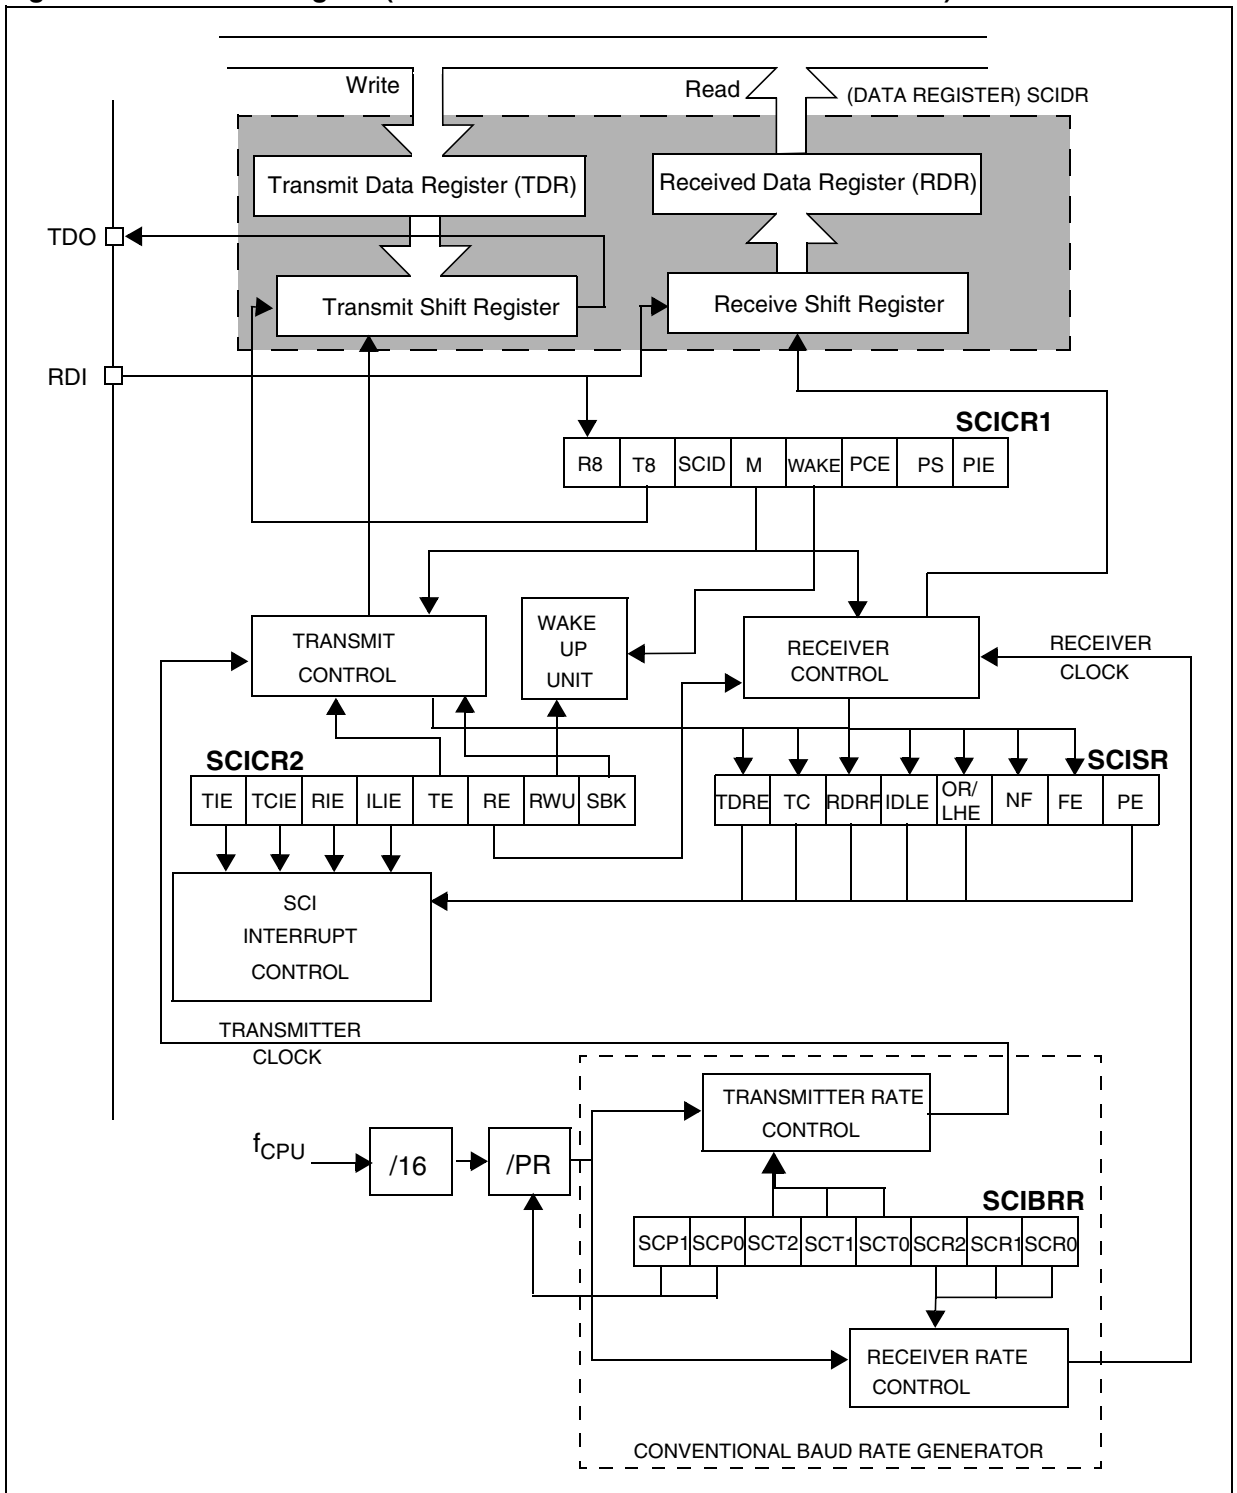 Write
Read
(DATA REGISTER) SCIDR
Transmit Data Register (TDR)
Received Data Register (RDR)
TDO
Transmit Shift Register
Receive Shift Register
RDI
SCICR1
R8 T8 SCID M WAKE PCE PS PIE
TRANSMIT
CONTROL
WAKE
UP
UNIT
RECEIVER
CONTROL
RECEIVER
CLOCK
SCICR2
TIE TCIE RIE ILIE TE RE RWU SBK
SCISR
TDRE TC RDRF IDLE OR/
LHE NF FE PE
SCI
INTERRUPT
CONTROL
TRANSMITTER
CLOCK
TRANSMITTER RATE
CONTROL
fCPU
/16
/PR
SCIBRR
SCP1 SCP0 SCT2 SCT1 SCT0 SCR2 SCR1 SCR0
RECEIVER RATE
CONTROL
CONVENTIONAL BAUD RATE GENERATOR